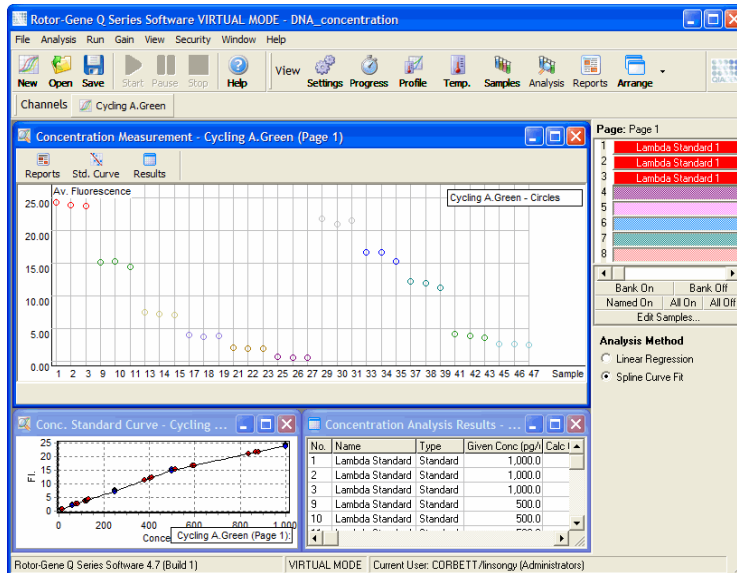 Rotor-Gene Q Series Software VIRTUAL MODE - DNA_concentration
File Analysis Run Gain View Security Window Help
New Open Save Start Pause Stop Help View Settings Progress Profile Temp. Samples Analysis Reports Arrange
Channels Cycling A.Green
Concentration Measurement - Cycling A.Green (Page 1)
Reports Std. Curve Results
Av. Fluorescence
Cycling A.Green - Circles
25.00
20.00
15.00
10.00
5.00
0.00
1 2 3 9 10 11 13 14 15 16 18 19 21 22 23 25 26 27 29 30 31 33 34 35 37 38 39 41 42 43 45 46 47 Sample
Page: Page 1
1 Lambda Standard 1
2 Lambda Standard 1
3 Lambda Standard 1
4
5
6
7
8
Bank On Bank Off
Named On All On All Off
Edit Samples...
Analysis Method
Linear Regression
Spline Curve Fit
Conc. Standard Curve - Cycling ...
25
20
15
10
5
0
Fl.
0 200 400 600 800 1,000
Conce
Cycling A.Green (Page 1):
Concentration Analysis Results - ...
No. Name Type Given Conc (pg/ Calc
1 Lambda Standard Standard 1,000.0
2 Lambda Standard Standard 1,000.0
3 Lambda Standard Standard 1,000.0
9 Lambda Standard Standard 500.0
10 Lambda Standard Standard 500.0
Rotor-Gene Q Series Software 4.7 (Build 1) VIRTUAL MODE Current User: CORBETT/linsongy (Administrators)